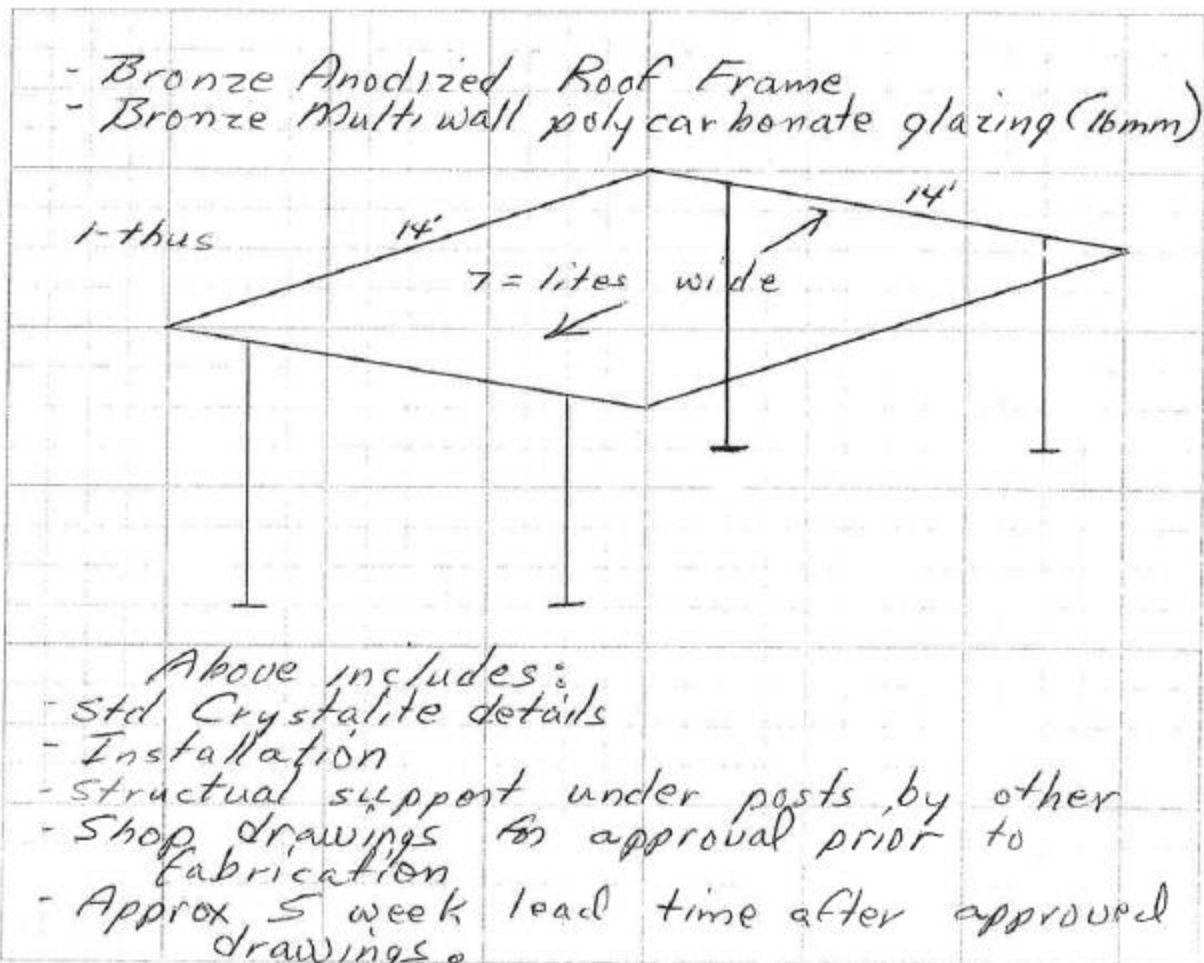 - Bronze Anodized Roof Frame
- Bronze Multiwall polycarbonate glazing (16mm)
1-thus
14'
14'
7 = lites wide
Above includes:
- Std Crystalite details
- Installation
- Structual support under posts by other
- Shop drawings for approval prior to
fabrication
- Approx 5 week lead time after approved
drawings.